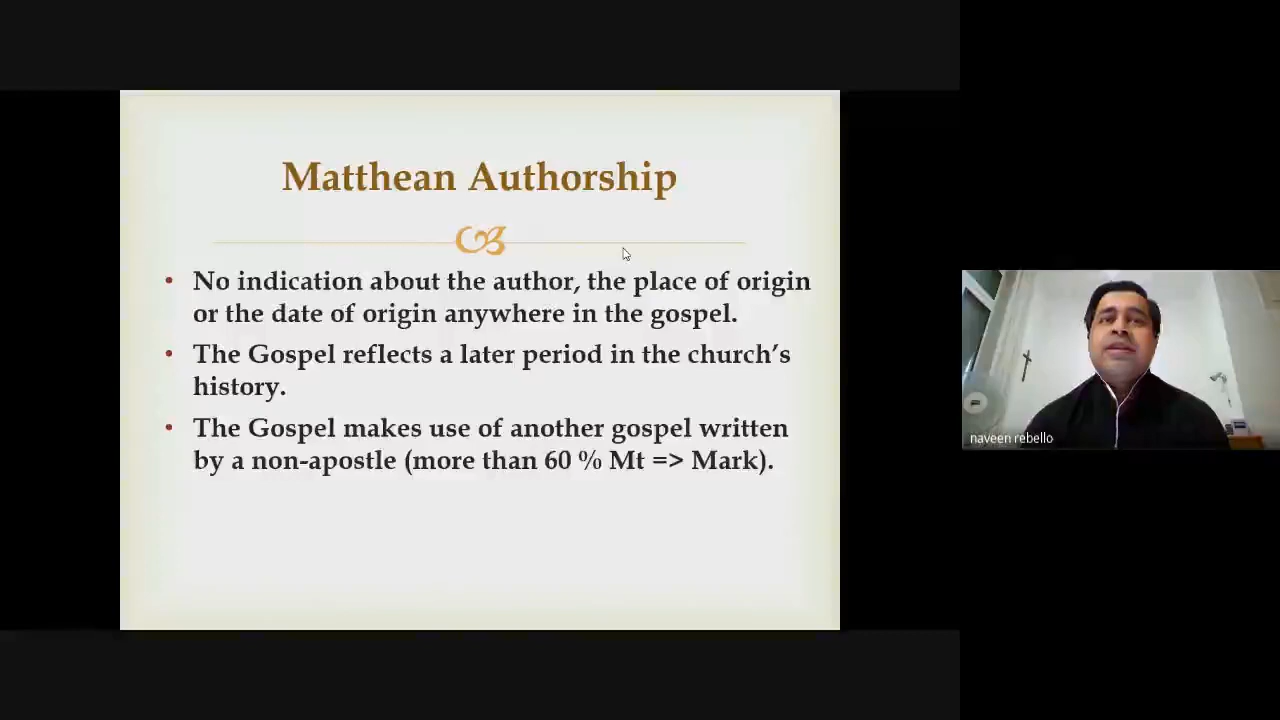 Matthean Authorship
• No indication about the author, the place of origin
or the date of origin anywhere in the gospel.
• The Gospel reflects a later period in the church’s
history.
• The Gospel makes use of another gospel written
by a non-apostle (more than 60 % Mt => Mark).
naveen rebello